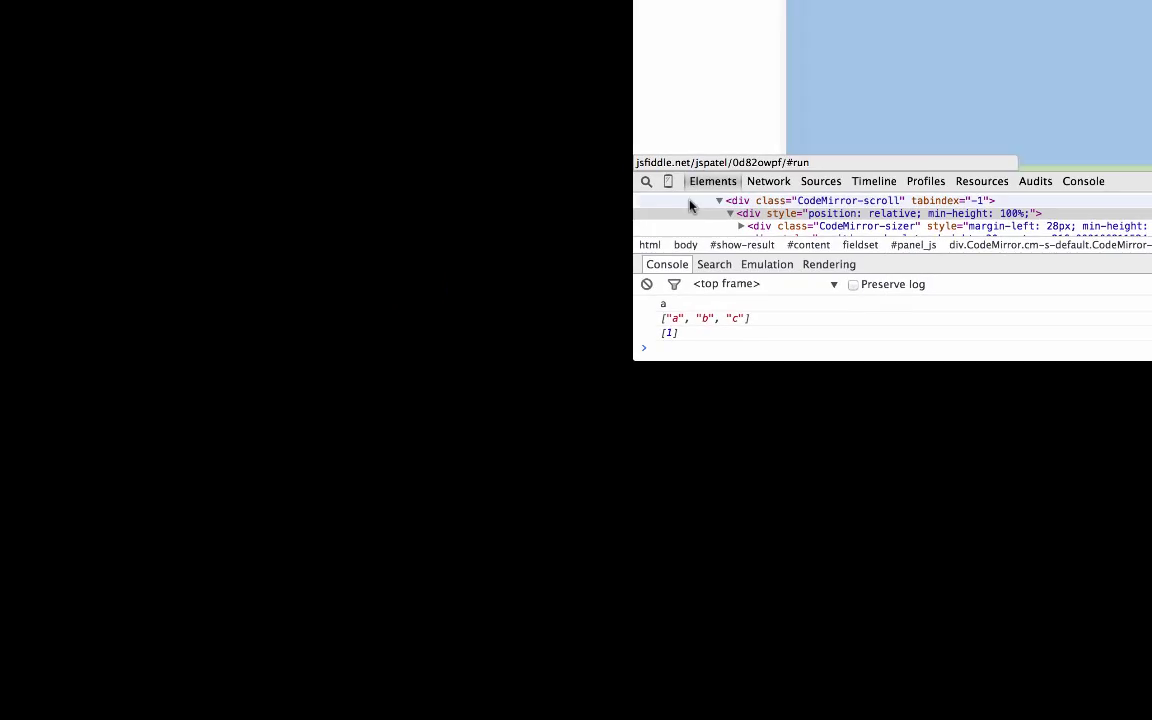 jsfiddle.net/jspatel/0d82owpf/#run
Elements Network Sources Timeline Profiles Resources Audits Console
▼<div class="CodeMirror-scroll" tabindex="-1">
▼<div style="position: relative; min-height: 100%;">
▶<div class="CodeMirror-sizer" style="margin-left: 28px; min-height:
html body #show-result #content fieldset #panel_js div.CodeMirror.cm-s-default.CodeMirror-
Console Search Emulation Rendering
<top frame> ▼ Preserve log
a
["a", "b", "c"]
[1]
>